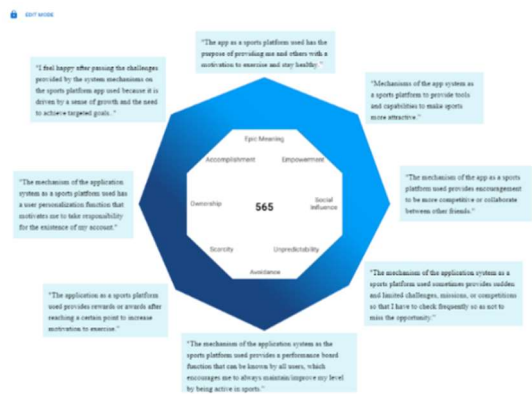 EDIT MODE
"The app as a sports platform used has the
purpose of providing me and others with a
motivation to exercise and stay healthy."
"I feel happy after passing the challenges
provided by the system mechanisms on
the sports platform app used because it is
driven by a sense of growth and the need
to achieve targeted goals."
"Mechanisms of the app system as
a sports platform to provide tools
and capabilities to make sports
more attractive."
Epic Meaning
Accomplishment
Empowerment
"The mechanism of the application
system as a sports platform used has
a user personalization function that
motivates me to take responsibility
for the existence of my account."
Ownership
565
Social
Influence
"The mechanism of the app as a sports
platform used provides encouragement
to be more competitive or collaborate
between other friends."
Scarcity
Unpredictability
Avoidance
"The application as a sports platform
used provides rewards or awards after
reaching a certain point to increase
motivation to exercise."
"The mechanism of the application system as a
sports platform used sometimes provides sudden
and limited challenges, missions, or competitions
so that I have to check frequently so as not to
miss the opportunity."
"The mechanism of the application system as the
sports platform used provides a performance board
function that can be known by all users, which
encourages me to always maintain/improve my level
by being active in sports."